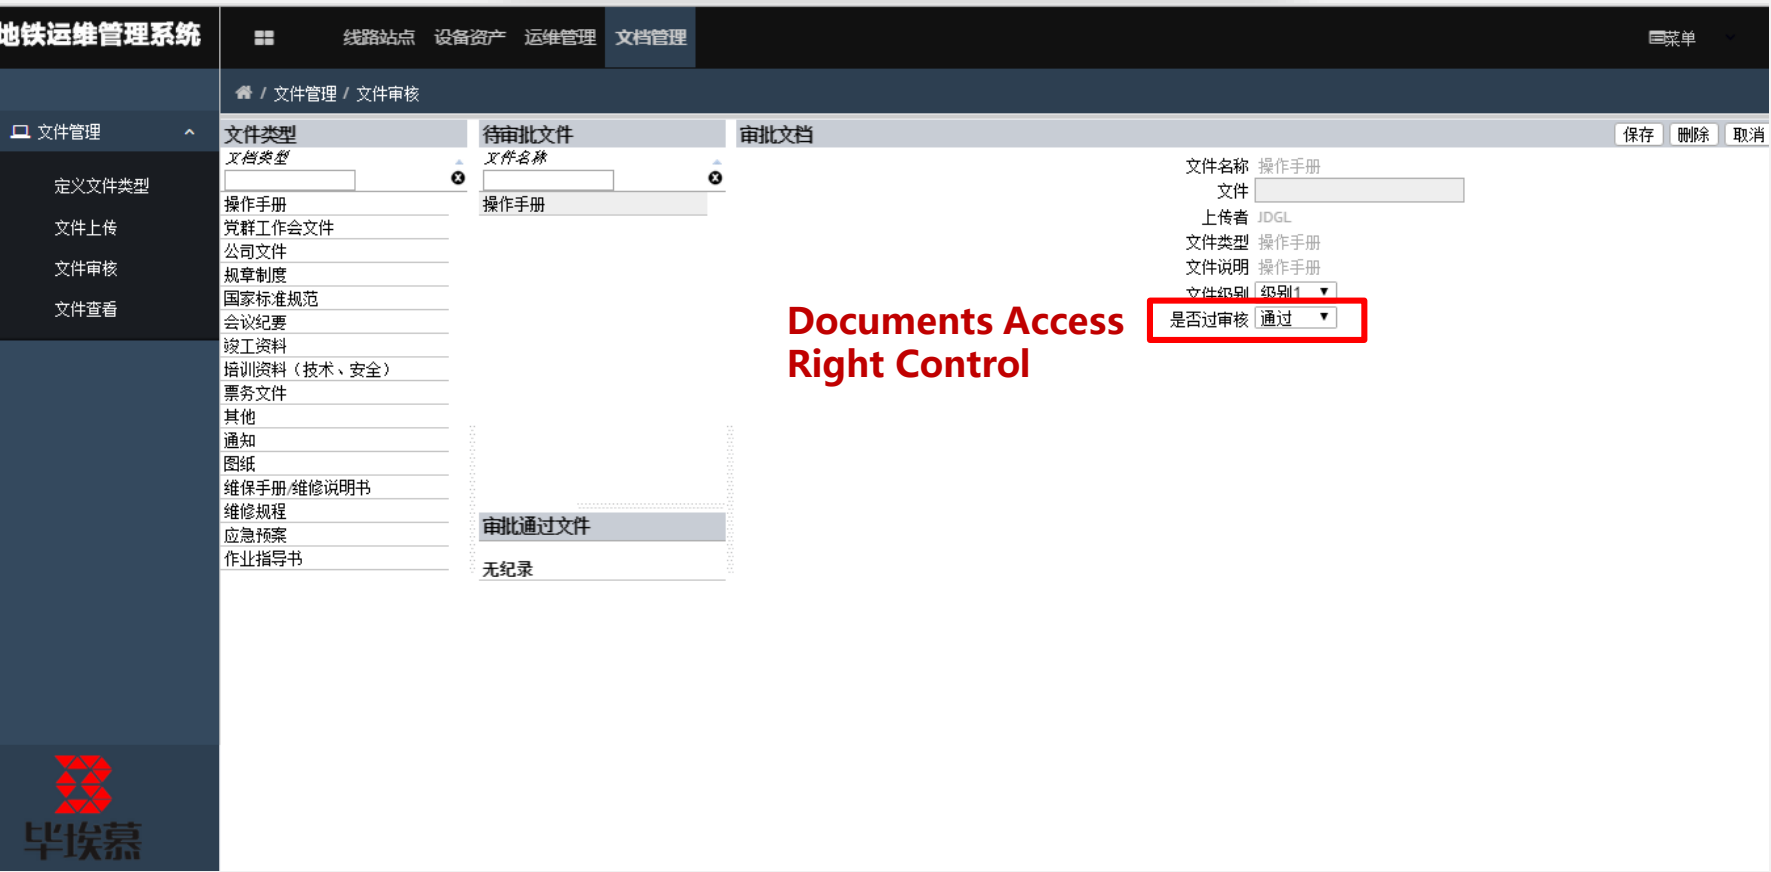 地铁运维管理系统
线路站点 设备资产 运维管理 文档管理
菜单
/ 文件管理 / 文件审核
文件管理
定义文件类型
文件上传
文件审核
文件查看
文件类型
文档类型
操作手册
党群工作会文件
公司文件
规章制度
国家标准规范
会议纪要
竣工资料
培训资料（技术、安全）
票务文件
其他
通知
图纸
维保手册/维修说明书
维修规程
应急预案
作业指导书
待审批文件
文件名称
操作手册
审批通过文件
无纪录
审批文档
保存 删除 取消
文件名称 操作手册
文件
上传者 JDGL
文件类型 操作手册
文件说明 操作手册
文件级别 级别1
是否过审核 通过
Documents Access
Right Control
毕埃慕